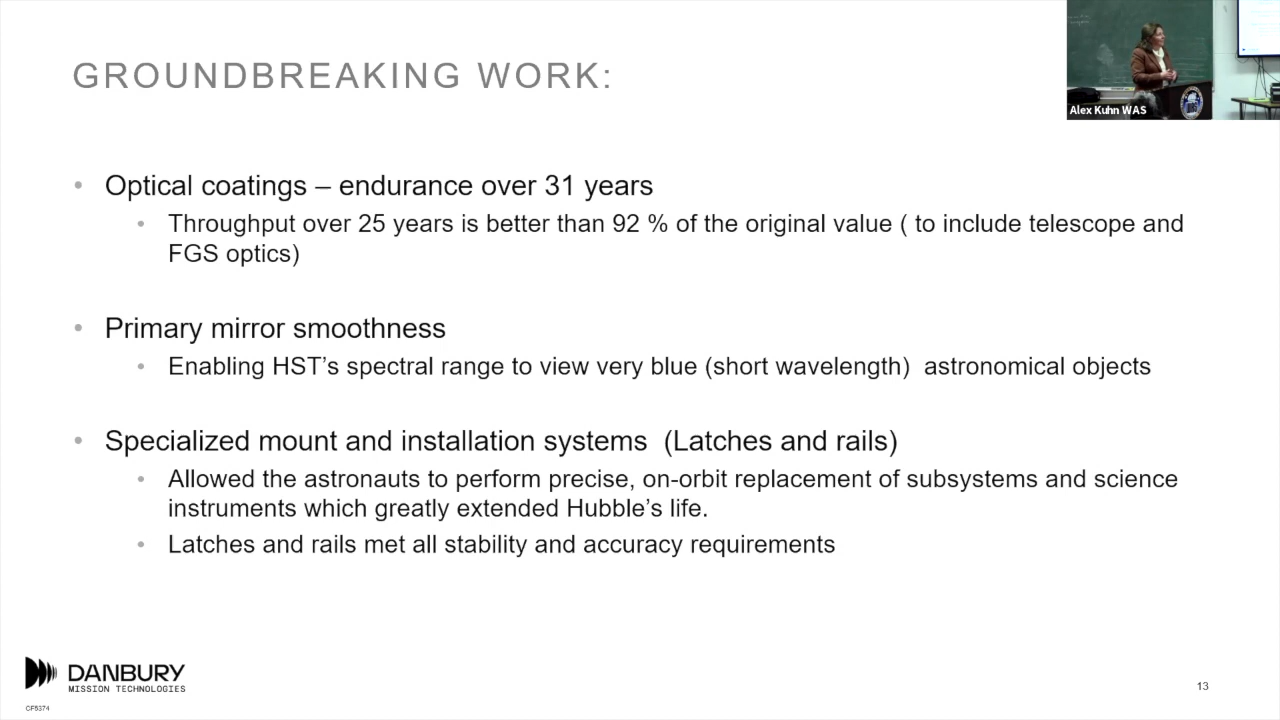 GROUNDBREAKING WORK:
Alex Kuhn WAS
• Optical coatings – endurance over 31 years
• Throughput over 25 years is better than 92 % of the original value ( to include telescope and
FGS optics)
• Primary mirror smoothness
• Enabling HST’s spectral range to view very blue (short wavelength)  astronomical objects
• Specialized mount and installation systems  (Latches and rails)
• Allowed the astronauts to perform precise, on-orbit replacement of subsystems and science
instruments which greatly extended Hubble’s life.
• Latches and rails met all stability and accuracy requirements
DANBURY
MISSION TECHNOLOGIES
CF5374
13